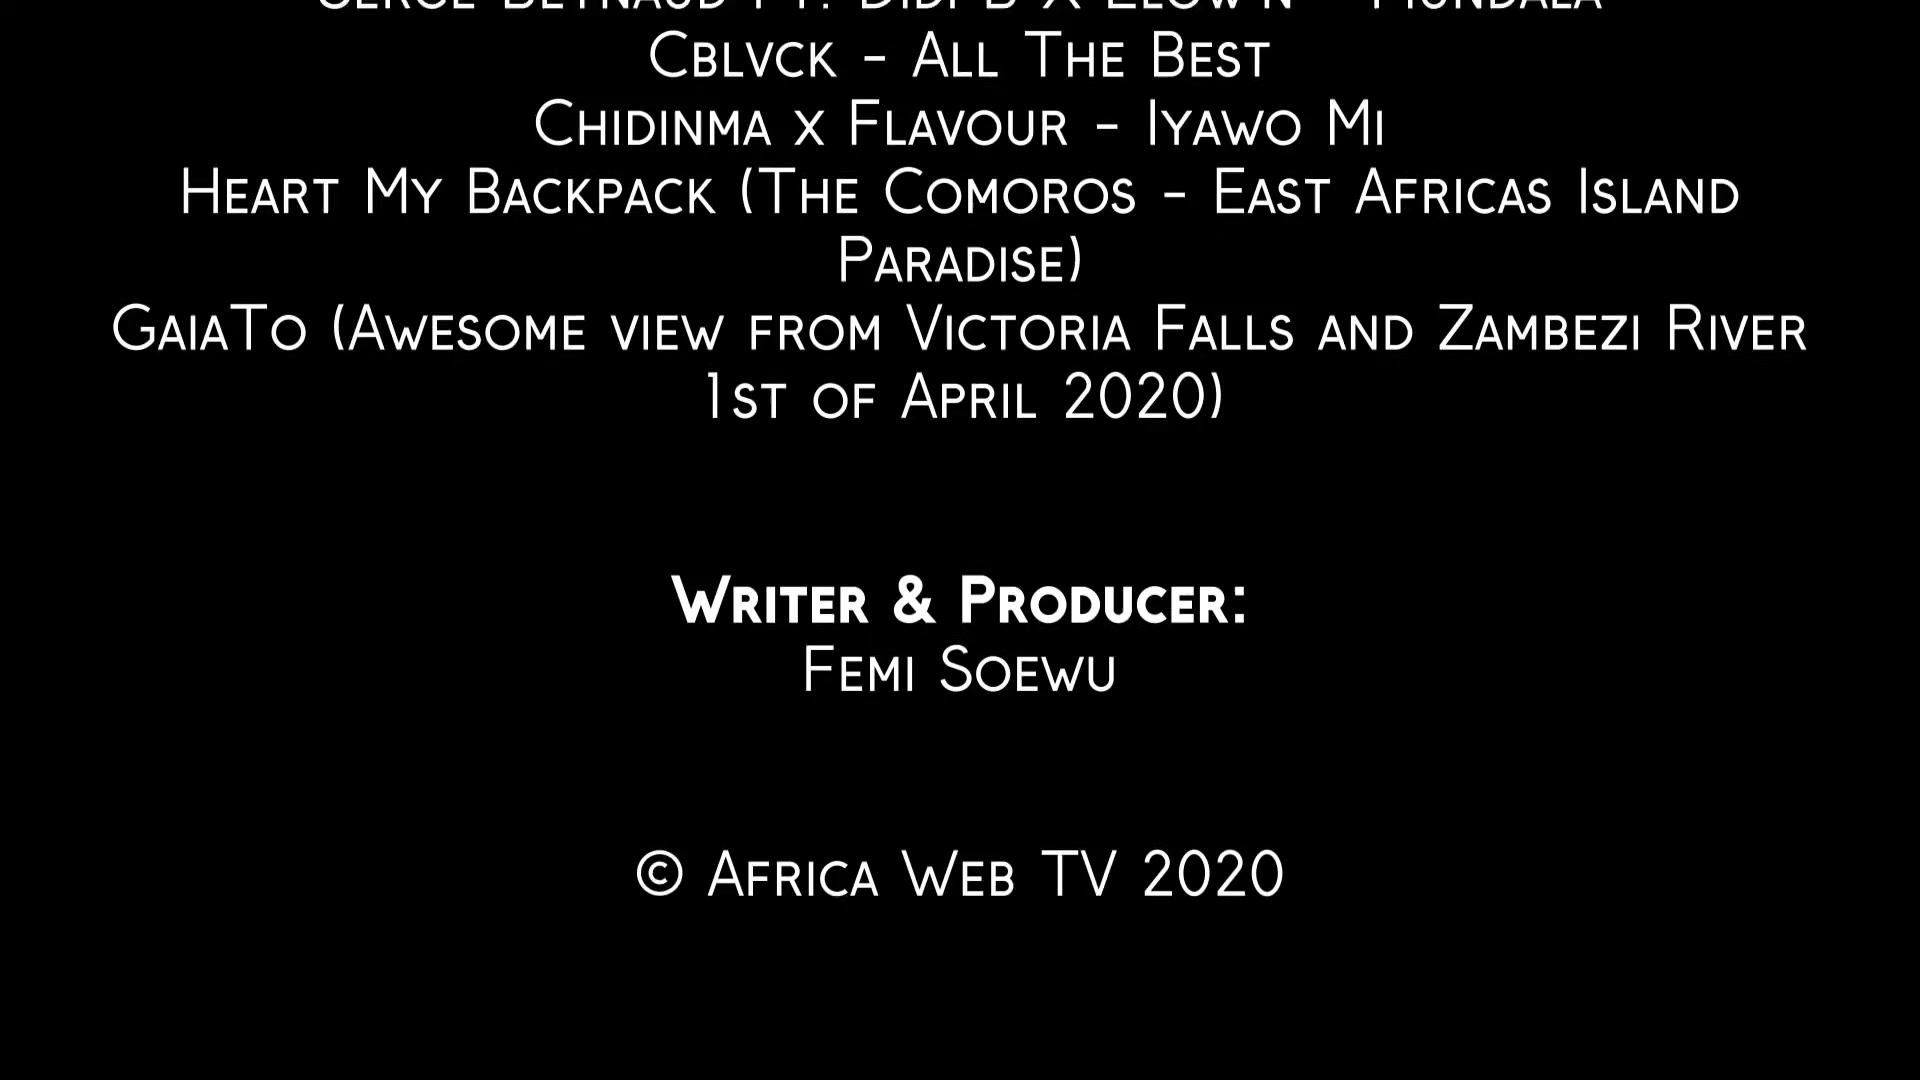 Cblvck - All The Best
Chidinma x Flavour - Iyawo Mi
Heart My Backpack (The Comoros - East Africas Island
Paradise)
GaiaTo (Awesome view from Victoria Falls and Zambezi River
1st of April 2020)
Writer & Producer:
Femi Soewu
© Africa Web TV 2020